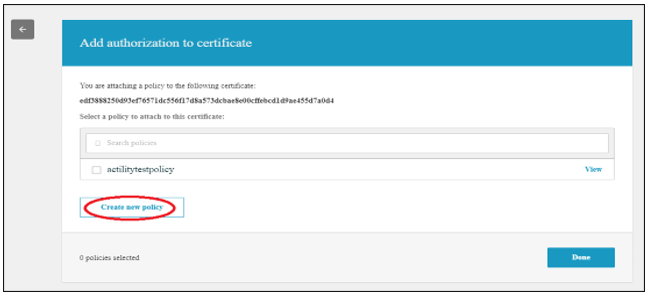 Add authorization to certificate
You are attaching a policy to the following certificate:
edf3888250d93ef76571dc556f17d8a573dcbae8e00cffebcd1d9ae455d7a0d4
Select a policy to attach to this certificate:
Search policies
actilitytestpolicy View
Create new policy
0 policies selected Done